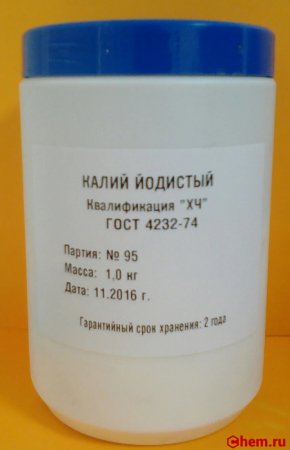 КАЛИЙ ЙОДИСТЫЙ
Квалификация "ХЧ"
ГОСТ 4232-74
Партия: № 95
Масса: 1,0 кг
Дата: 11.2016 г.
Гарантийный срок хранения: 2 года
Chem.ru